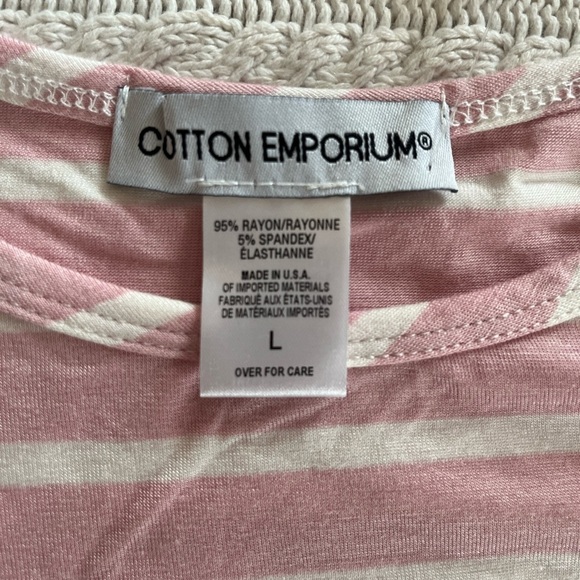 COTTON EMPORIUM®
95% RAYON/RAYONNE
5% SPANDEX/
ÉLASTHANNE
MADE IN U.S.A.
OF IMPORTED MATERIALS
FABRIQUÉ AUX ÉTATS-UNIS
DE MATÉRIAUX IMPORTÉS
L
OVER FOR CARE